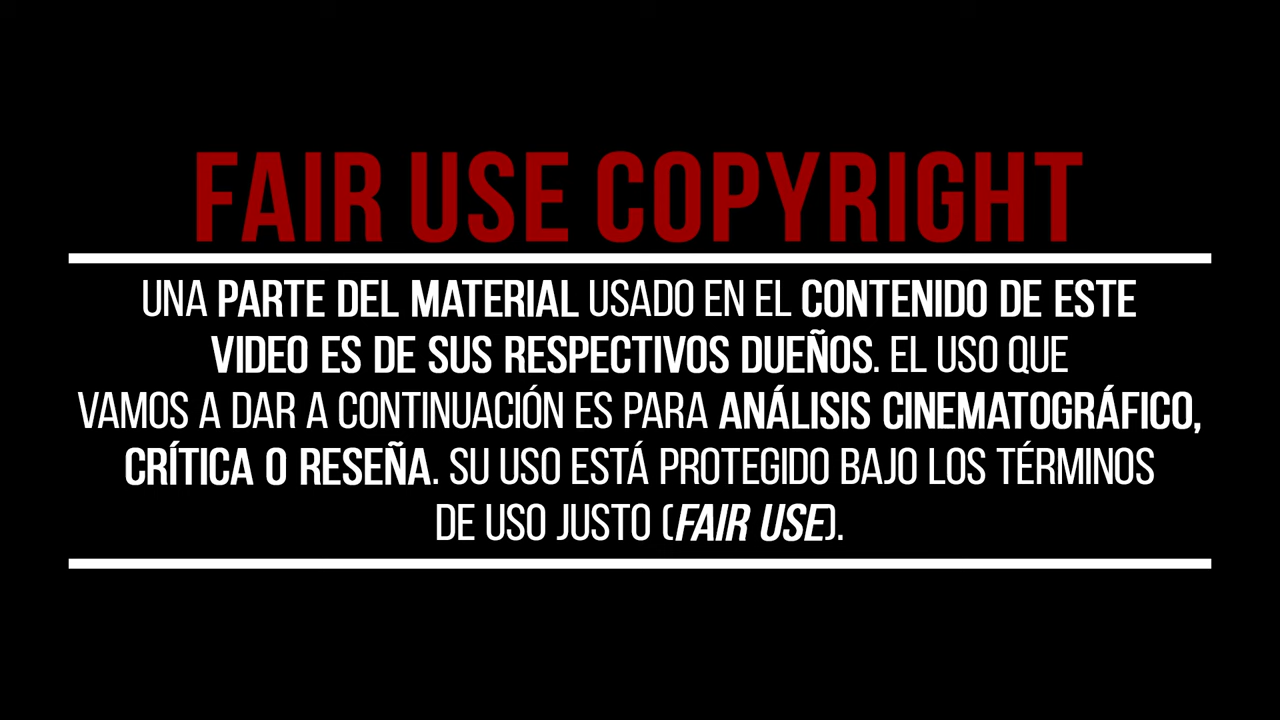 FAIR USE COPYRIGHT
UNA PARTE DEL MATERIAL USADO EN EL CONTENIDO DE ESTE
VIDEO ES DE SUS RESPECTIVOS DUEÑOS. EL USO QUE
VAMOS A DAR A CONTINUACIÓN ES PARA ANÁLISIS CINEMATOGRÁFICO,
CRÍTICA O RESEÑA. SU USO ESTÁ PROTEGIDO BAJO LOS TÉRMINOS
DE USO JUSTO (FAIR USE).